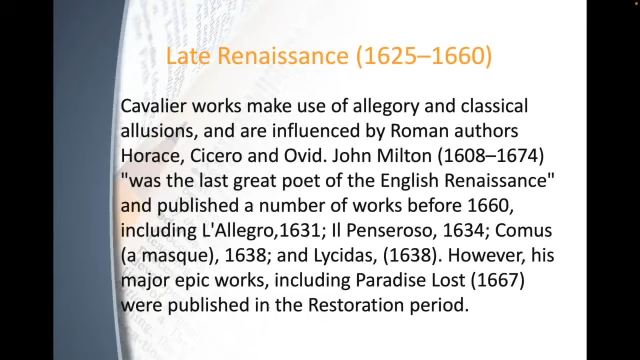 Late Renaissance (1625–1660)
Cavalier works make use of allegory and classical
allusions, and are influenced by Roman authors
Horace, Cicero and Ovid. John Milton (1608–1674)
"was the last great poet of the English Renaissance"
and published a number of works before 1660,
including L'Allegro,1631; Il Penseroso, 1634; Comus
(a masque), 1638; and Lycidas, (1638). However, his
major epic works, including Paradise Lost (1667)
were published in the Restoration period.